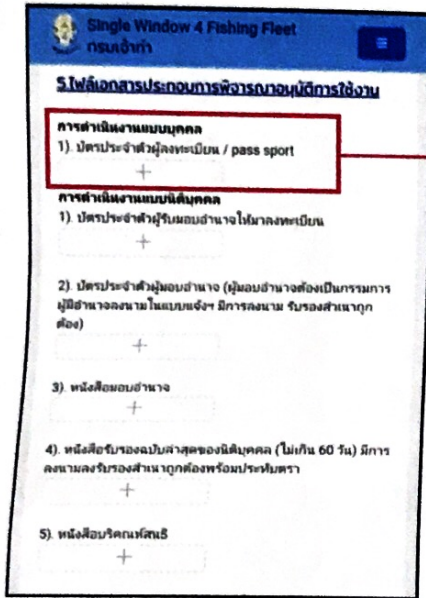 Single Window 4 Fishing Fleet
กรมเจ้าท่า
5.ไฟล์เอกสารประกอบการพิจารณาอนุมัติการใช้งาน
การดำเนินงานแบบบุคคล
1). บัตรประจำตัวผู้ลงทะเบียน / pass sport
+
การดำเนินงานแบบนิติบุคคล
1). บัตรประจำตัวผู้รับมอบอำนาจให้มาลงทะเบียน
+
2). บัตรประจำตัวผู้มอบอำนาจ (ผู้มอบอำนาจต้องเป็นกรรมการ
ผู้มีอำนาจลงนามในแบบแจ้งฯ มีการลงนาม รับรองสำเนาถูก
ต้อง)
+
3). หนังสือมอบอำนาจ
+
4). หนังสือรับรองฉบับล่าสุดของนิติบุคคล (ไม่เกิน 60 วัน) มีการ
ลงนามลงรับรองสำเนาถูกต้องพร้อมประทับตรา
+
5). หนังสือบริคณห์สนธิ
+